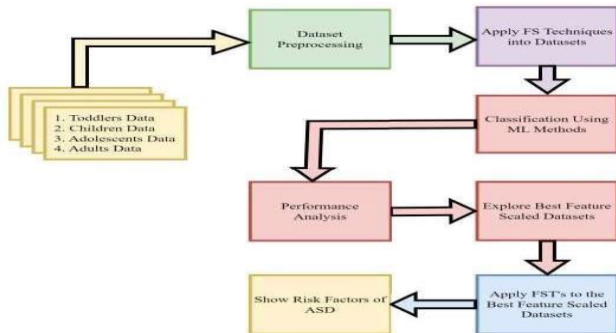 Dataset
Preprocessing
Apply FS Techniques
into Datasets
1. Toddlers Data
2. Children Data
3. Adolescents Data
4. Adults Data
Classification Using
ML Methods
Performance
Analysis
Explore Best Feature
Scaled Datasets
Apply FST's to the
Best Feature Scaled
Datasets
Show Risk Factors of
ASD